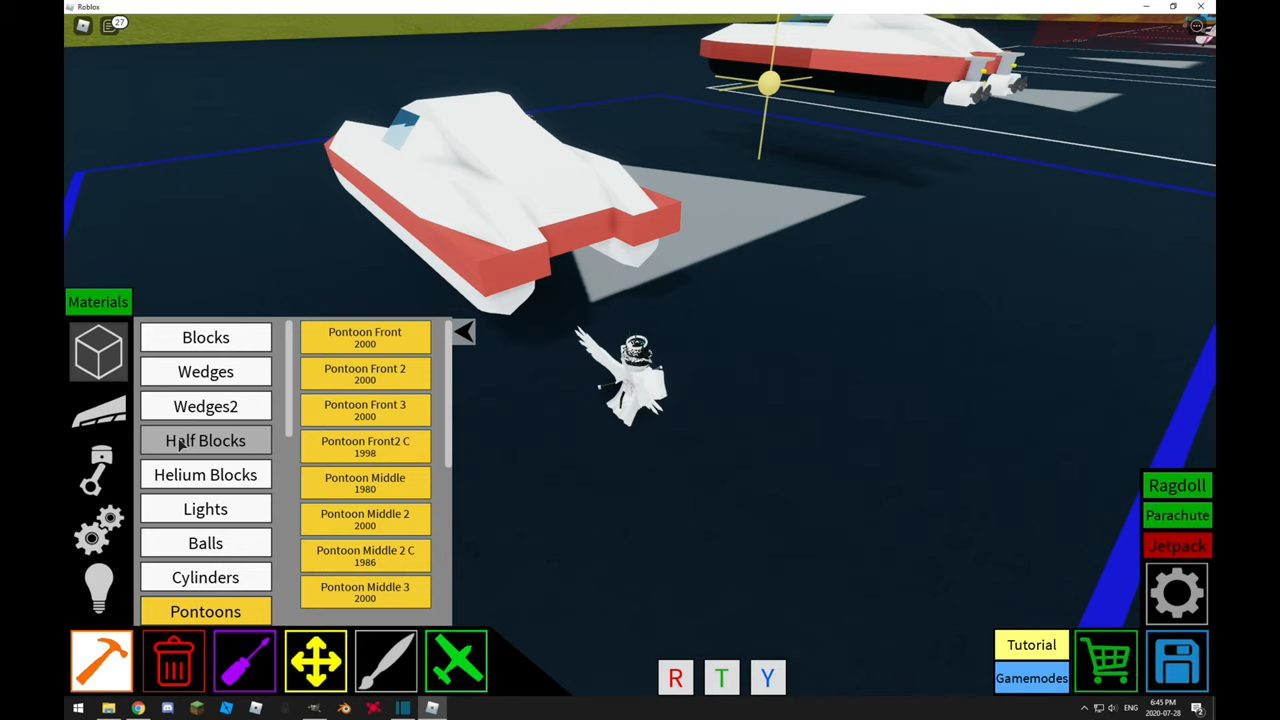 Roblox
27
Materials
Blocks
Wedges
Wedges2
Half Blocks
Helium Blocks
Lights
Balls
Cylinders
Pontoons
Pontoon Front
2000
Pontoon Front 2
2000
Pontoon Front 3
2000
Pontoon Front2 C
1998
Pontoon Middle
1980
Pontoon Middle 2
2000
Pontoon Middle 2 C
1986
Pontoon Middle 3
2000
Ragdoll
Parachute
Jetpack
Tutorial
Gamemodes
R T Y
ENG
6:45 PM
2020-07-28
2